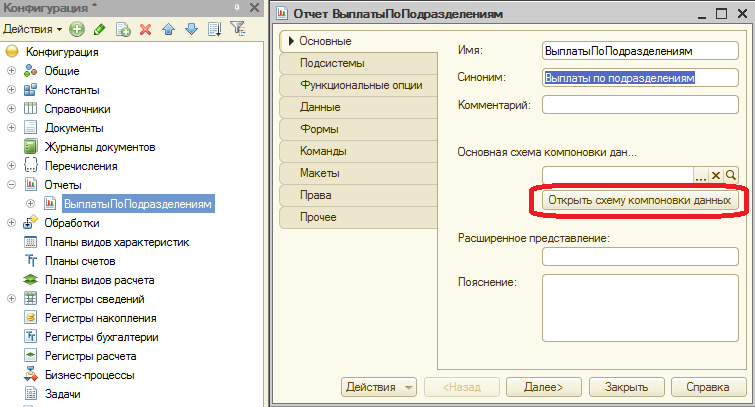 Конфигурация *
Действия
Конфигурация
Общие
Константы
Справочники
Документы
Журналы документов
Перечисления
Отчеты
ВыплатыПоПодразделениям
Обработки
Планы видов характеристик
Планы счетов
Планы видов расчета
Регистры сведений
Регистры накопления
Регистры бухгалтерии
Регистры расчета
Бизнес-процессы
Задачи
Отчет ВыплатыПоПодразделениям
Основные
Подсистемы
Функциональные опции
Данные
Формы
Команды
Макеты
Права
Прочее
Имя: ВыплатыПоПодразделениям
Синоним: Выплаты по подразделениям
Комментарий:
Основная схема компоновки дан...
...
Открыть схему компоновки данных
Расширенное представление:
Пояснение:
Действия <Назад Далее> Закрыть Справка